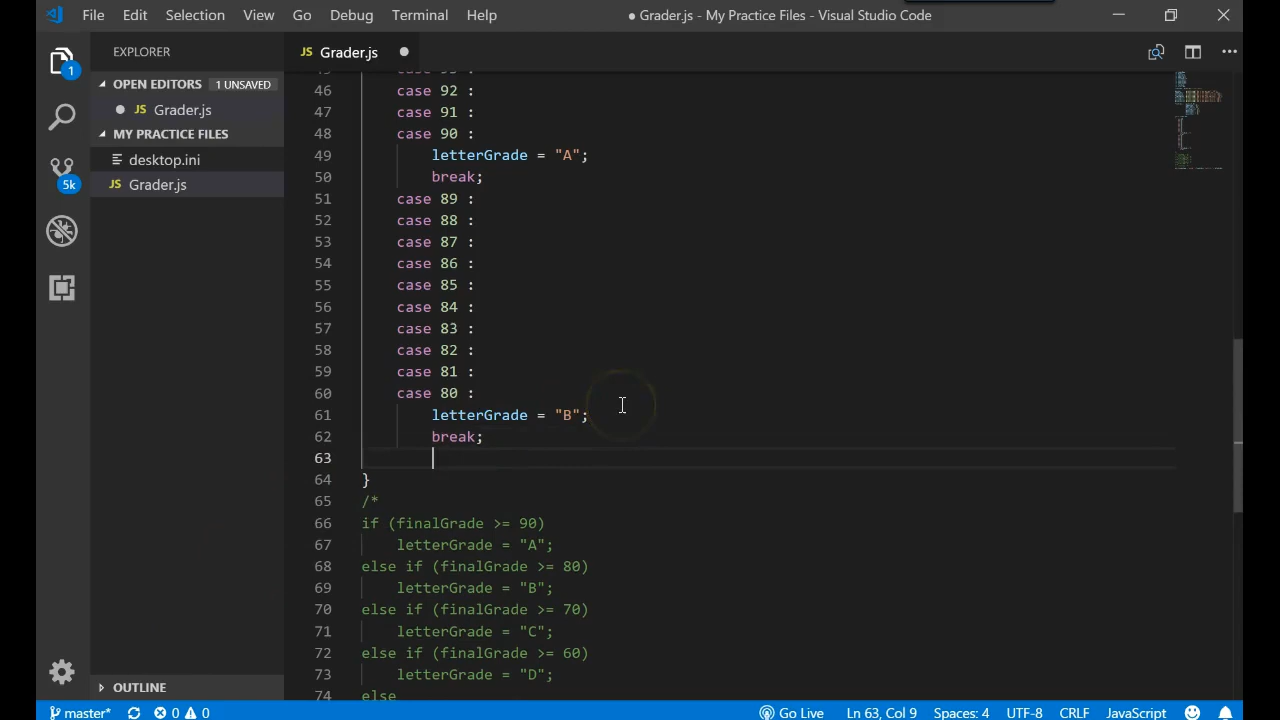 File Edit Selection View Go Debug Terminal Help
● Grader.js - My Practice Files - Visual Studio Code
EXPLORER
JS Grader.js
OPEN EDITORS 1 UNSAVED
JS Grader.js
MY PRACTICE FILES
desktop.ini
JS Grader.js
1
5k
46 case 92 :
47 case 91 :
48 case 90 :
49 letterGrade = "A";
50 break;
51 case 89 :
52 case 88 :
53 case 87 :
54 case 86 :
55 case 85 :
56 case 84 :
57 case 83 :
58 case 82 :
59 case 81 :
60 case 80 :
61 letterGrade = "B";
62 break;
63
64 }
65 /*
66 if (finalGrade >= 90)
67 letterGrade = "A";
68 else if (finalGrade >= 80)
69 letterGrade = "B";
70 else if (finalGrade >= 70)
71 letterGrade = "C";
72 else if (finalGrade >= 60)
73 letterGrade = "D";
74 else
OUTLINE
master* 0 0 Go Live Ln 63, Col 9 Spaces: 4 UTF-8 CRLF JavaScript